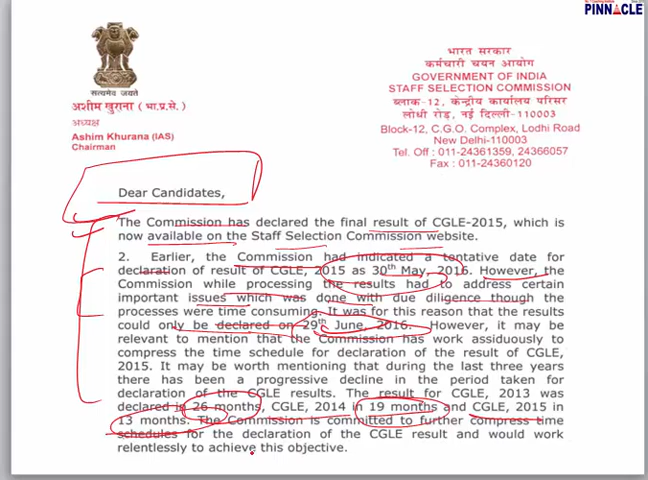 PINNACLE
सत्यमेव जयते
अशीम खुराना (भा.प्र.से.)
अध्यक्ष
Ashim Khurana (IAS)
Chairman
भारत सरकार
कर्मचारी चयन आयोग
GOVERNMENT OF INDIA
STAFF SELECTION COMMISSION
ब्लाक-12, केन्द्रीय कार्यालय परिसर
लोधी रोड़, नई दिल्ली-110003
Block-12, C.G.O. Complex, Lodhi Road
New Delhi-110003
Tel. Off : 011-24361359, 24366057
Fax : 011-24360120
Dear Candidates,
The Commission has declared the final result of CGLE-2015, which is
now available on the Staff Selection Commission website.
2. Earlier, the Commission had indicated a tentative date for
declaration of result of CGLE, 2015 as 30th May, 2016. However, the
Commission while processing the results had to address certain
important issues which was done with due diligence though the
processes were time consuming. It was for this reason that the results
could only be declared on 29th June, 2016. However, it may be
relevant to mention that the Commission has work assiduously to
compress the time schedule for declaration of the result of CGLE,
2015. It may be worth mentioning that during the last three years
there has been a progressive decline in the period taken for
declaration of the CGLE results. The result for CGLE, 2013 was
declared in 26 months, CGLE, 2014 in 19 months and CGLE, 2015 in
13 months. The Commission is committed to further compress time
schedules for the declaration of the CGLE result and would work
relentlessly to achieve this objective.